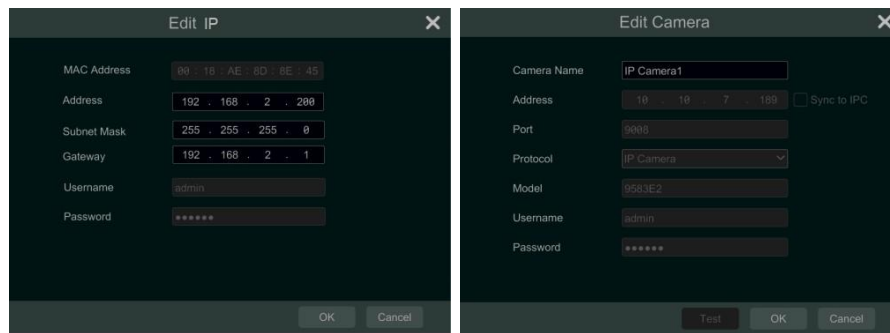 Edit IP
MAC Address 00 : 18 : AE : 8D : 8E : 45
Address 192 . 168 . 2 . 200
Subnet Mask 255 . 255 . 255 . 0
Gateway 192 . 168 . 2 . 1
Username admin
Password ●●●●●●
OK Cancel
Edit Camera
Camera Name IP Camera1
Address 10 . 10 . 7 . 189 Sync to IPC
Port 9008
Protocol IP Camera
Model 9583E2
Username admin
Password ●●●●●●
Test OK Cancel